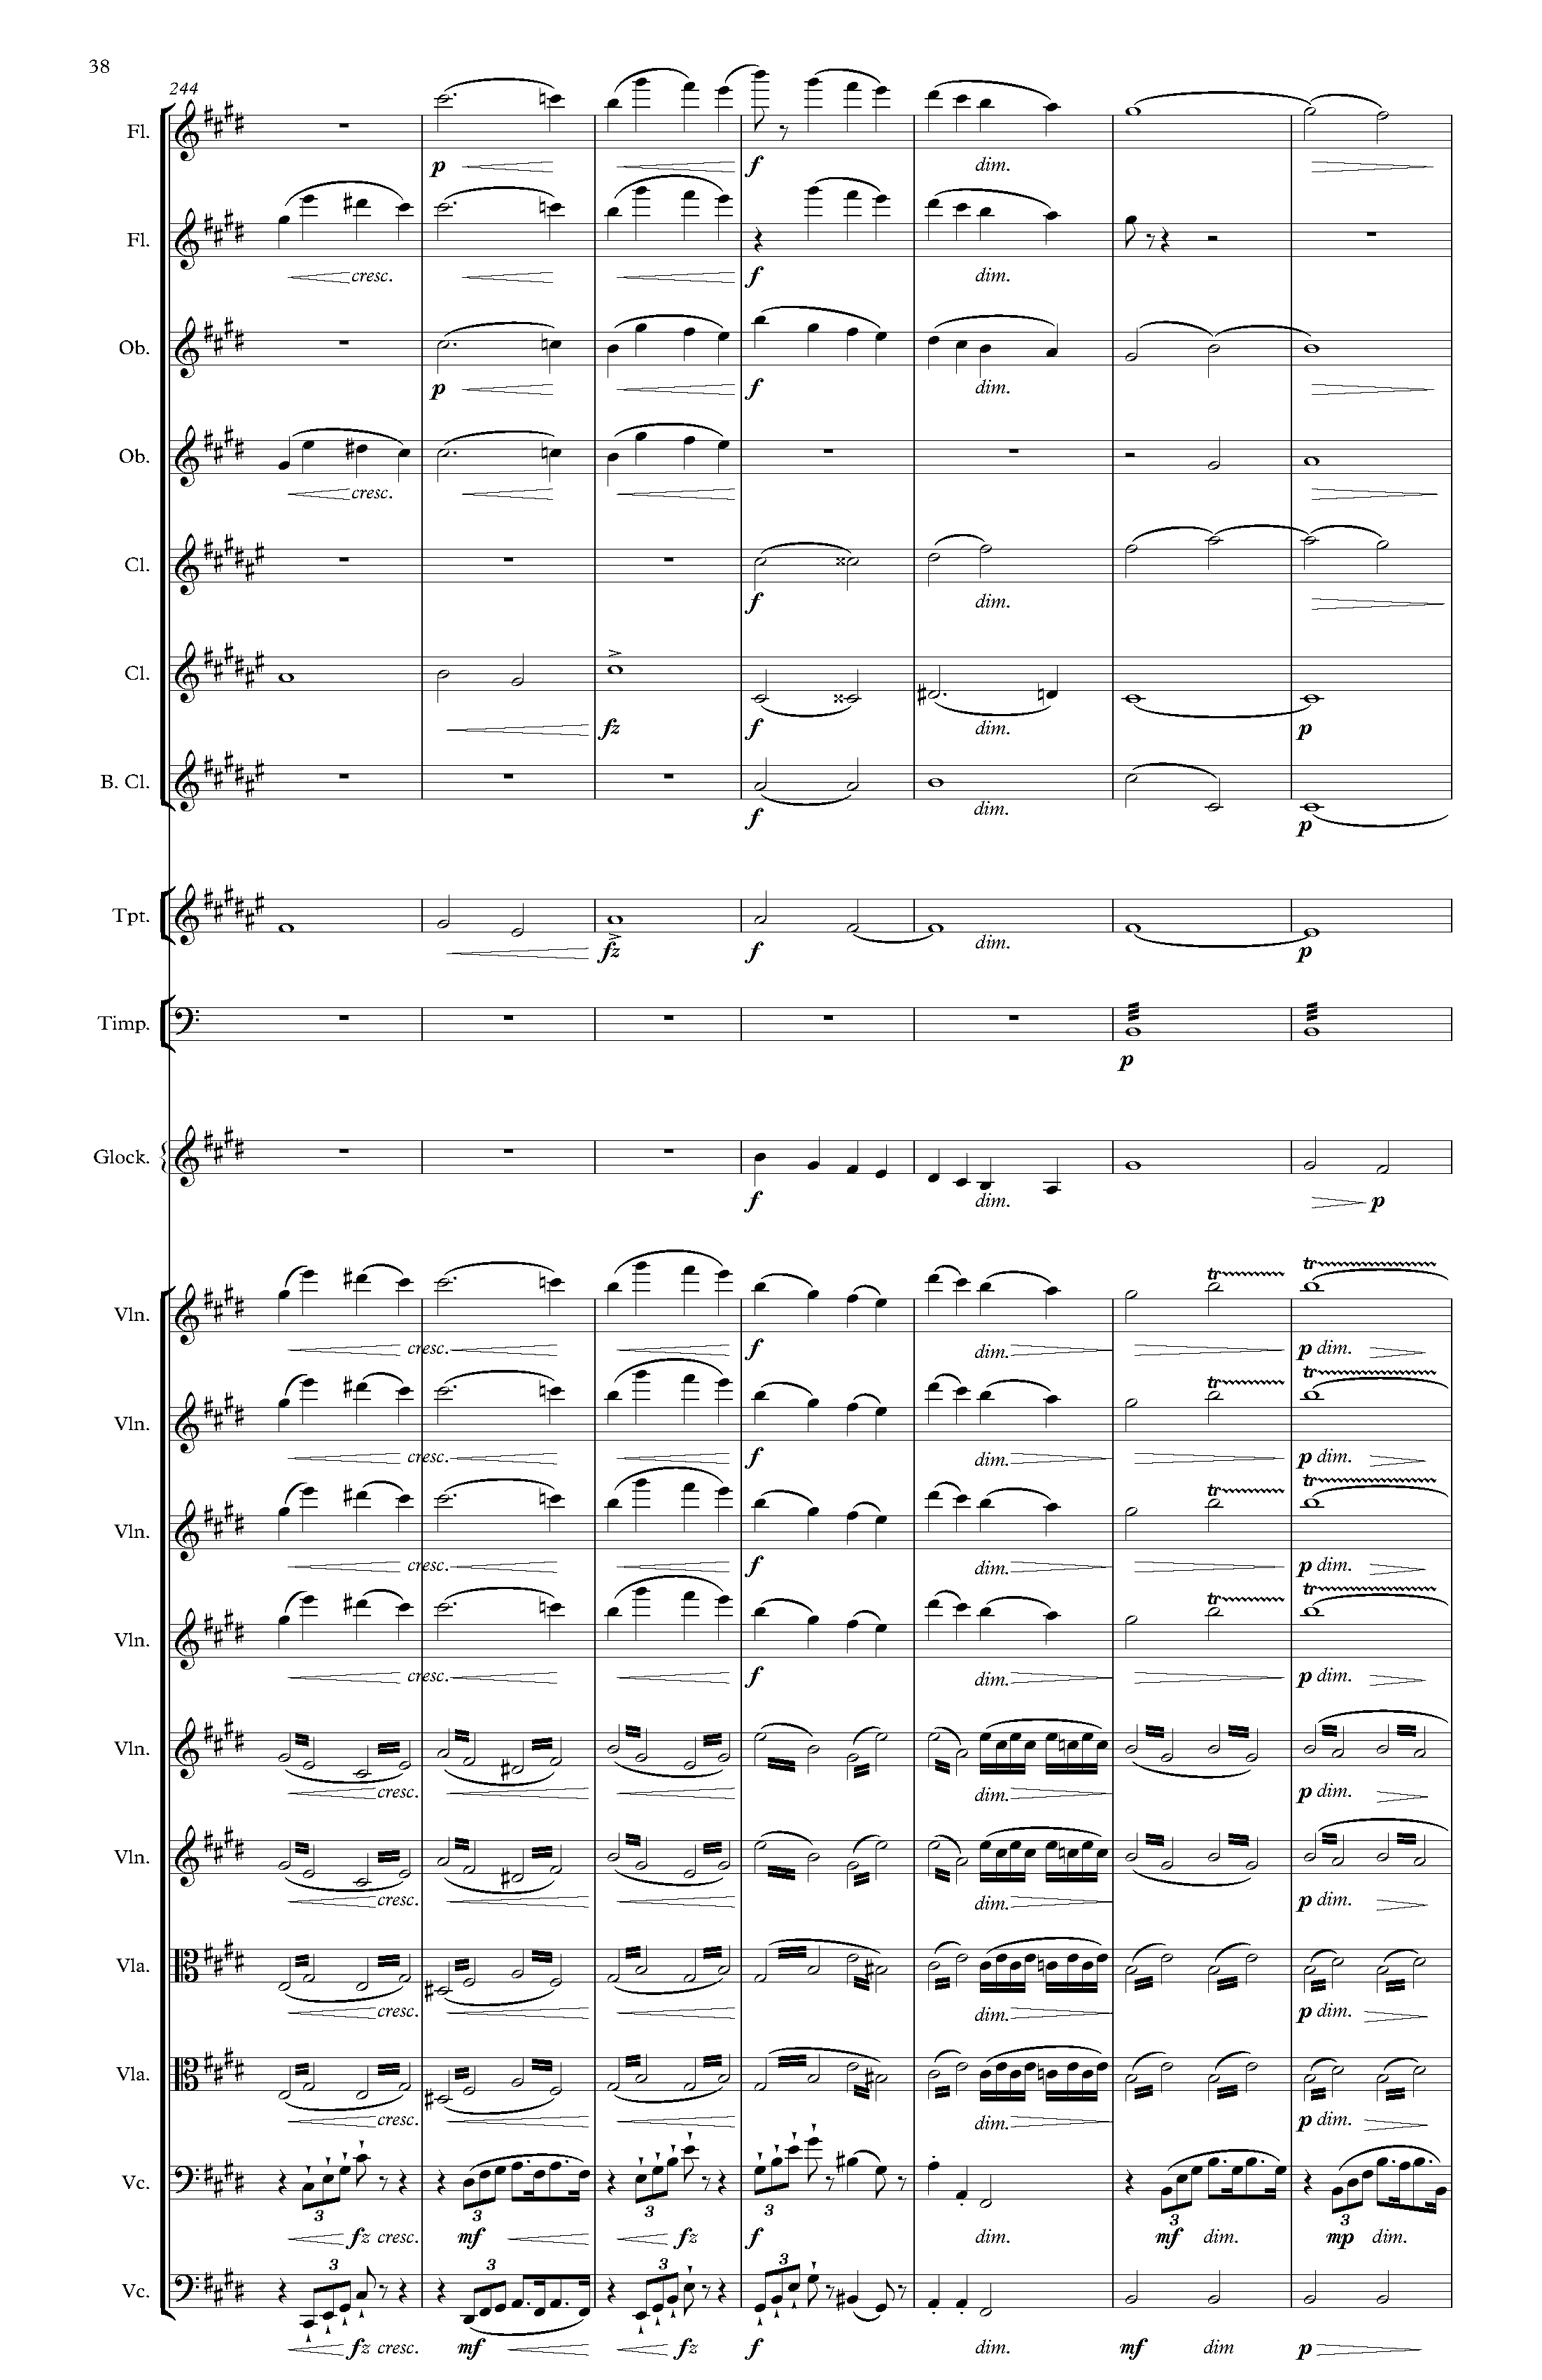 38
244
Fl.
p f dim.
Fl.
cresc. f dim.
Ob.
p f dim.
Ob.
cresc.
Cl.
f dim.
Cl.
fz f dim. p
B. Cl.
f dim. p
Tpt.
fz f dim. p
Timp.
p
Glock.
f dim. p
tr tr
Vln.
cresc. f dim. p dim.
tr tr
Vln.
cresc. f dim. p dim.
tr tr
Vln.
cresc. f dim. p dim.
tr tr
Vln.
cresc. f dim. p dim.
Vln.
cresc. dim. p dim.
Vln.
cresc. dim. p dim.
Vla.
cresc. dim. p dim.
Vla.
cresc. dim. p dim.
Vc.
3 3 3 3 3 3
fz cresc. mf fz f dim. mf dim. mp dim.
3 3 3 3
Vc.
fz cresc. mf fz f dim. mf dim p